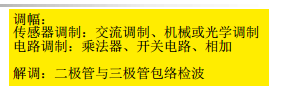 调幅：
传感器调制：交流调制、机械或光学调制
电路调制：乘法器、开关电路、相加
解调：二极管与三极管包络检波